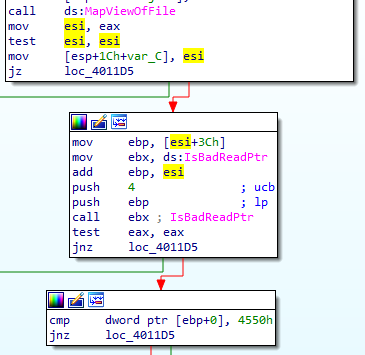 call    ds:MapViewOfFile
mov     esi, eax
test    esi, esi
mov     [esp+1Ch+var_C], esi
jz      loc_4011D5
mov     ebp, [esi+3Ch]
mov     ebx, ds:IsBadReadPtr
add     ebp, esi
push    4               ; ucb
push    ebp             ; lp
call    ebx ; IsBadReadPtr
test    eax, eax
jnz     loc_4011D5
cmp     dword ptr [ebp+0], 4550h
jnz     loc_4011D5